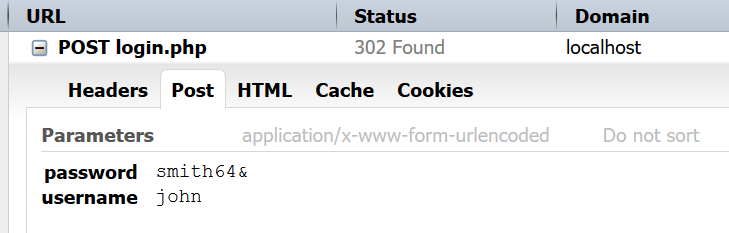 URL Status Domain
POST login.php 302 Found localhost
Headers Post HTML Cache Cookies
Parameters application/x-www-form-urlencoded Do not sort
password smith64&
username john